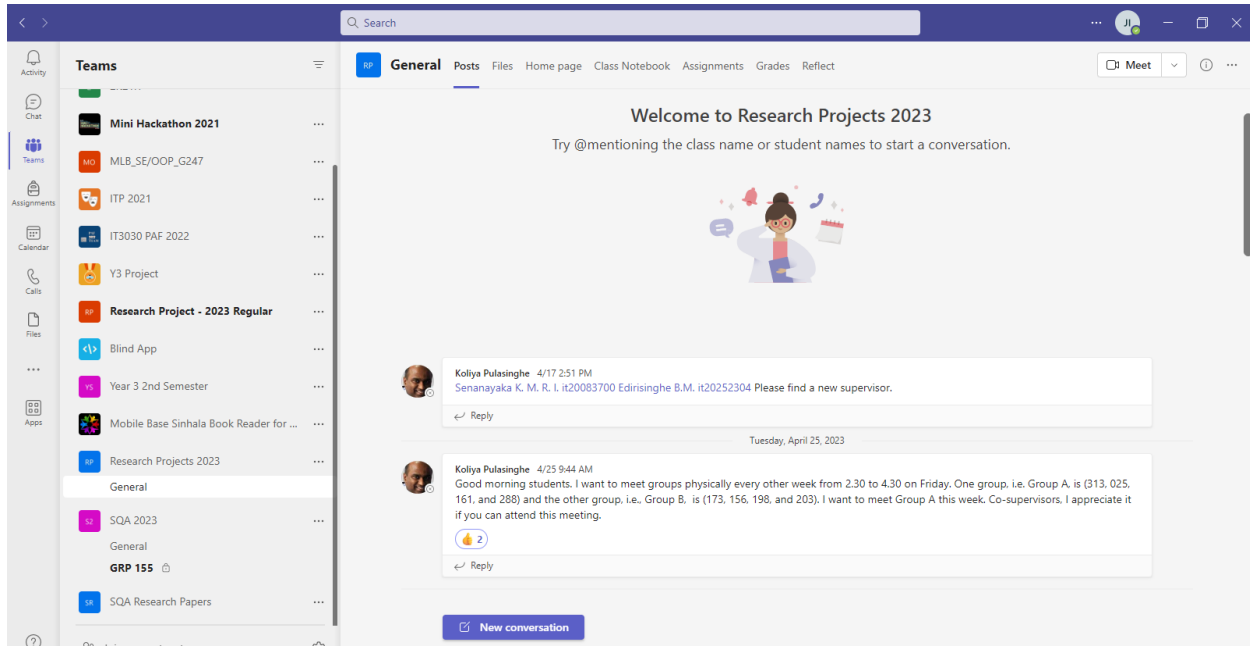 Search
JI
Activity
Chat
Teams
Assignments
Calendar
Calls
Files
Apps
Teams
Mini Hackathon 2021
MO MLB_SE/OOP_G247
ITP 2021
IT3030 PAF 2022
Y3 Project
RP Research Project - 2023 Regular
Blind App
YS Year 3 2nd Semester
Mobile Base Sinhala Book Reader for ...
RP Research Projects 2023
General
S2 SQA 2023
General
GRP 155
SR SQA Research Papers
RP General Posts Files Home page Class Notebook Assignments Grades Reflect
Meet
Welcome to Research Projects 2023
Try @mentioning the class name or student names to start a conversation.
Koliya Pulasinghe 4/17 2:51 PM
Senanayaka K. M. R. I. it20083700 Edirisinghe B.M. it20252304 Please find a new supervisor.
Reply
Tuesday, April 25, 2023
Koliya Pulasinghe 4/25 9:44 AM
Good morning students. I want to meet groups physically every other week from 2.30 to 4.30 on Friday. One group, i.e. Group A, is (313, 025,
161, and 288) and the other group, i.e., Group B, is (173, 156, 198, and 203). I want to meet Group A this week. Co-supervisors, I appreciate it
if you can attend this meeting.
2
Reply
New conversation